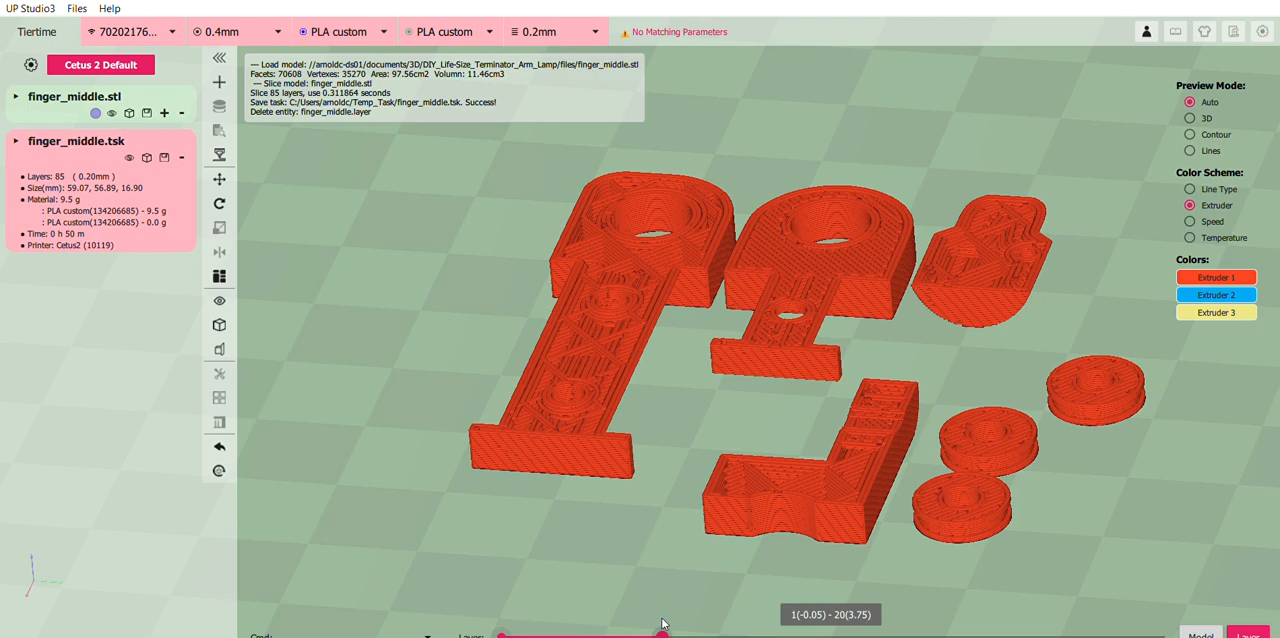 UP Studio3 Files Help
Tiertime 70202176... 0.4mm PLA custom PLA custom 0.2mm No Matching Parameters
Cetus 2 Default
finger_middle.stl
finger_middle.tsk
Layers: 85 ( 0.20mm )
Size(mm): 59.07, 56.89, 16.90
Material: 9.5 g
: PLA custom(134206685) - 9.5 g
: PLA custom(134206685) - 0.0 g
Time: 0 h 50 m
Printer: Cetus2 (10119)
--- Load model: //arnoldc-ds01/documents/3D/DIY_Life-Size_Terminator_Arm_Lamp/files/finger_middle.stl
Facets: 70608 Vertexes: 35270 Area: 97.56cm2 Volumn: 11.46cm3
--- Slice model: finger_middle.stl
Slice 85 layers, use 0.311864 seconds
Save task: C:/Users/arnoldc/Temp_Task/finger_middle.tsk. Success!
Delete entity: finger_middle.layer
Preview Mode:
Auto
3D
Contour
Lines
Color Scheme:
Line Type
Extruder
Speed
Temperature
Colors:
Extruder 1
Extruder 2
Extruder 3
1(-0.05) - 20(3.75)
Cmd: Layer: Model Layer